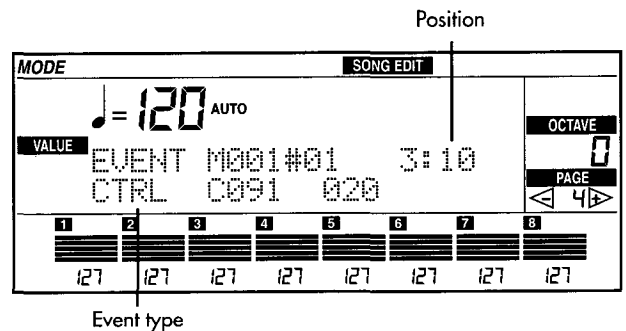 Position
MODE SONG EDIT
♩=120 AUTO
OCTAVE
0
VALUE
EVENT M001#01 3:10
CTRL C091 020
PAGE
- 4 +
1 2 3 4 5 6 7 8
127 127 127 127 127 127 127 127
Event type